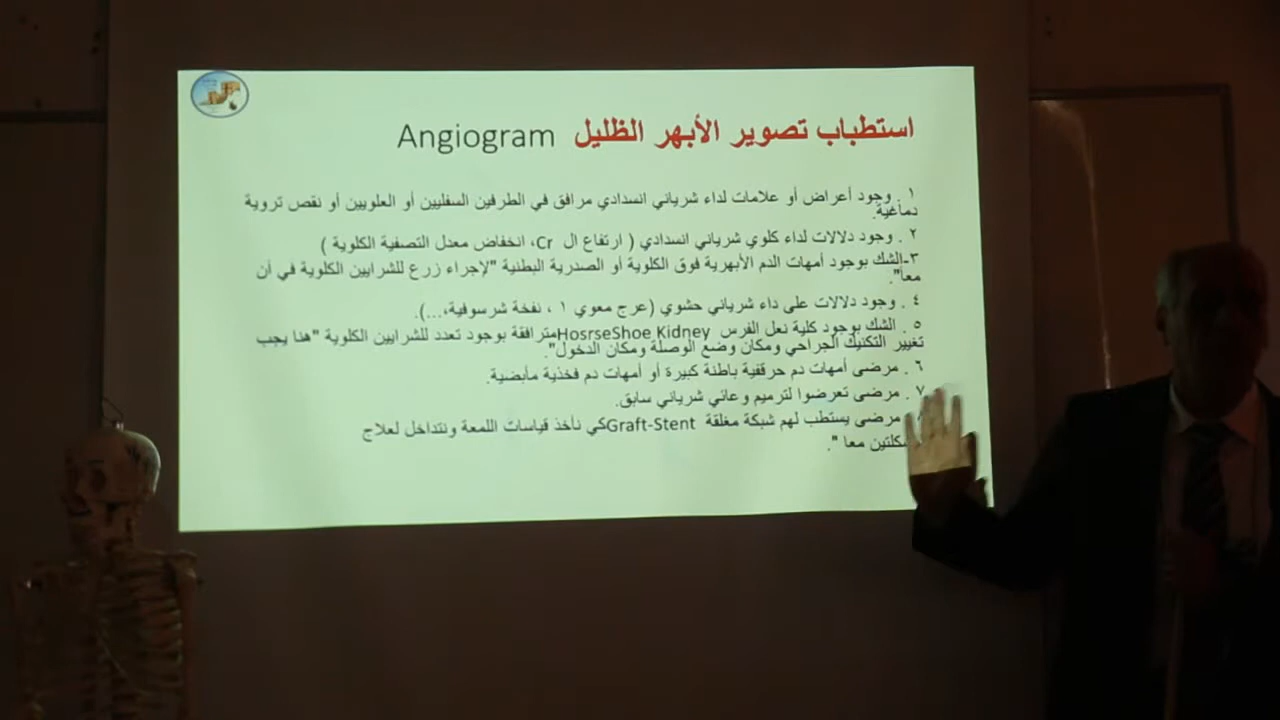 استطباب تصوير الأبهر الظليل Angiogram
١ . وجود أعراض أو علامات لداء شرياني انسدادي مرافق في الطرفين السفليين أو العلويين أو نقص تروية
دماغية.
٢ . وجود دلالات لداء كلوي شرياني انسدادي ( ارتفاع ال Cr، انخفاض معدل التصفية الكلوية )
٣-الشك بوجود أمهات الدم الأبهرية فوق الكلوية أو الصدرية البطنية "لإجراء زرع للشرايين الكلوية في أن
معاً".
٤ . وجود دلالات على داء شرياني حشوي (عرج معوي ١ ، نفخة شرسوفية،...).
٥ . الشك بوجود كلية نعل الفرس HosrseShoe Kidney مترافقة بوجود تعدد للشرايين الكلوية "هنا يجب
تغيير التكنيك الجراحي ومكان وضع الوصلة ومكان الدخول".
٦ . مرضى أمهات دم حرقفية باطنة كبيرة أو أمهات دم فخذية مأبضية.
٧ . مرضى تعرضوا لترميم وعائي شرياني سابق.
مرضى يستطب لهم شبكة مغلقة Graft-Stent كي نأخذ قياسات اللمعة ونتداخل لعلاج
معا ".